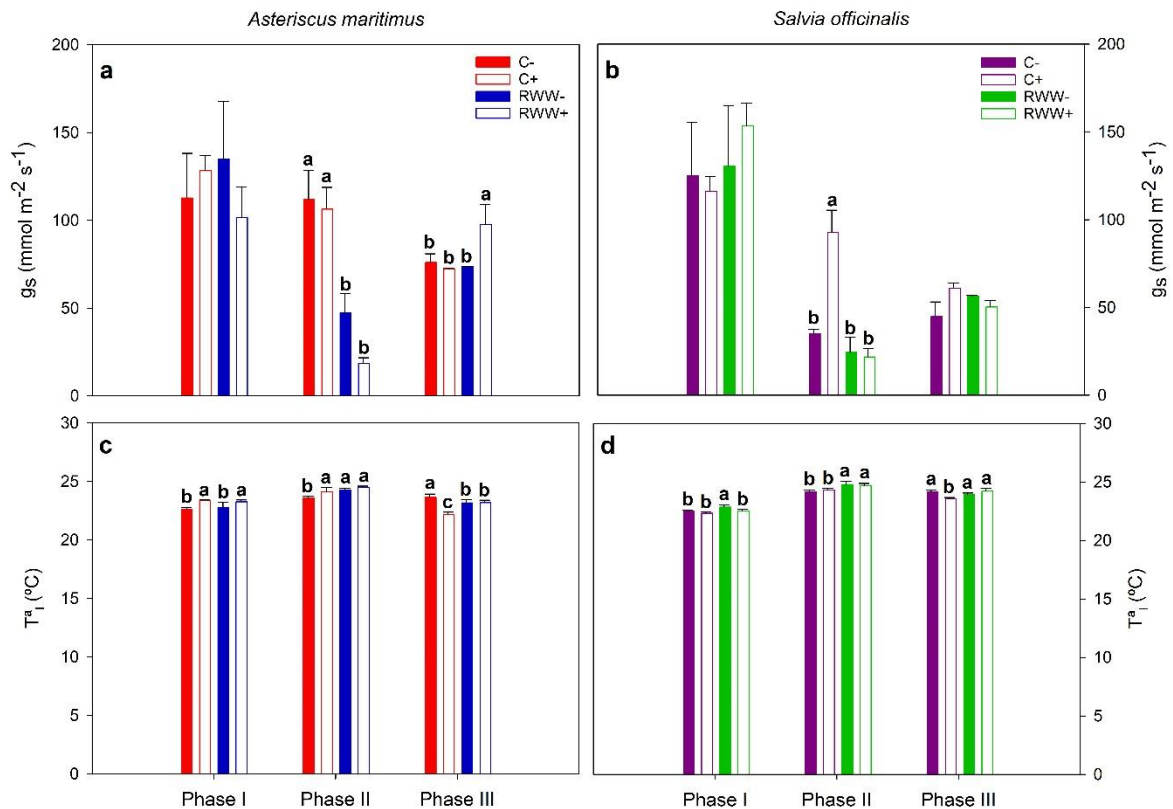 Asteriscus maritimus
Salvia officinalis
a
200
150
100
50
0
gs (mmol m-2 s-1)
C-
C+
RWW-
RWW+
a
a
b
b
b
b
b
a
b
200
150
100
50
0
gs (mmol m-2 s-1)
C-
C+
RWW-
RWW+
b
a
b
b
c
30
25
20
15
10
5
0
Tªl (ºC)
b a b a
b a a a
a c b b
Phase I Phase II Phase III
d
30
25
20
15
10
5
0
Tªl (ºC)
b b a b
b b a a
a b a a
Phase I Phase II Phase III